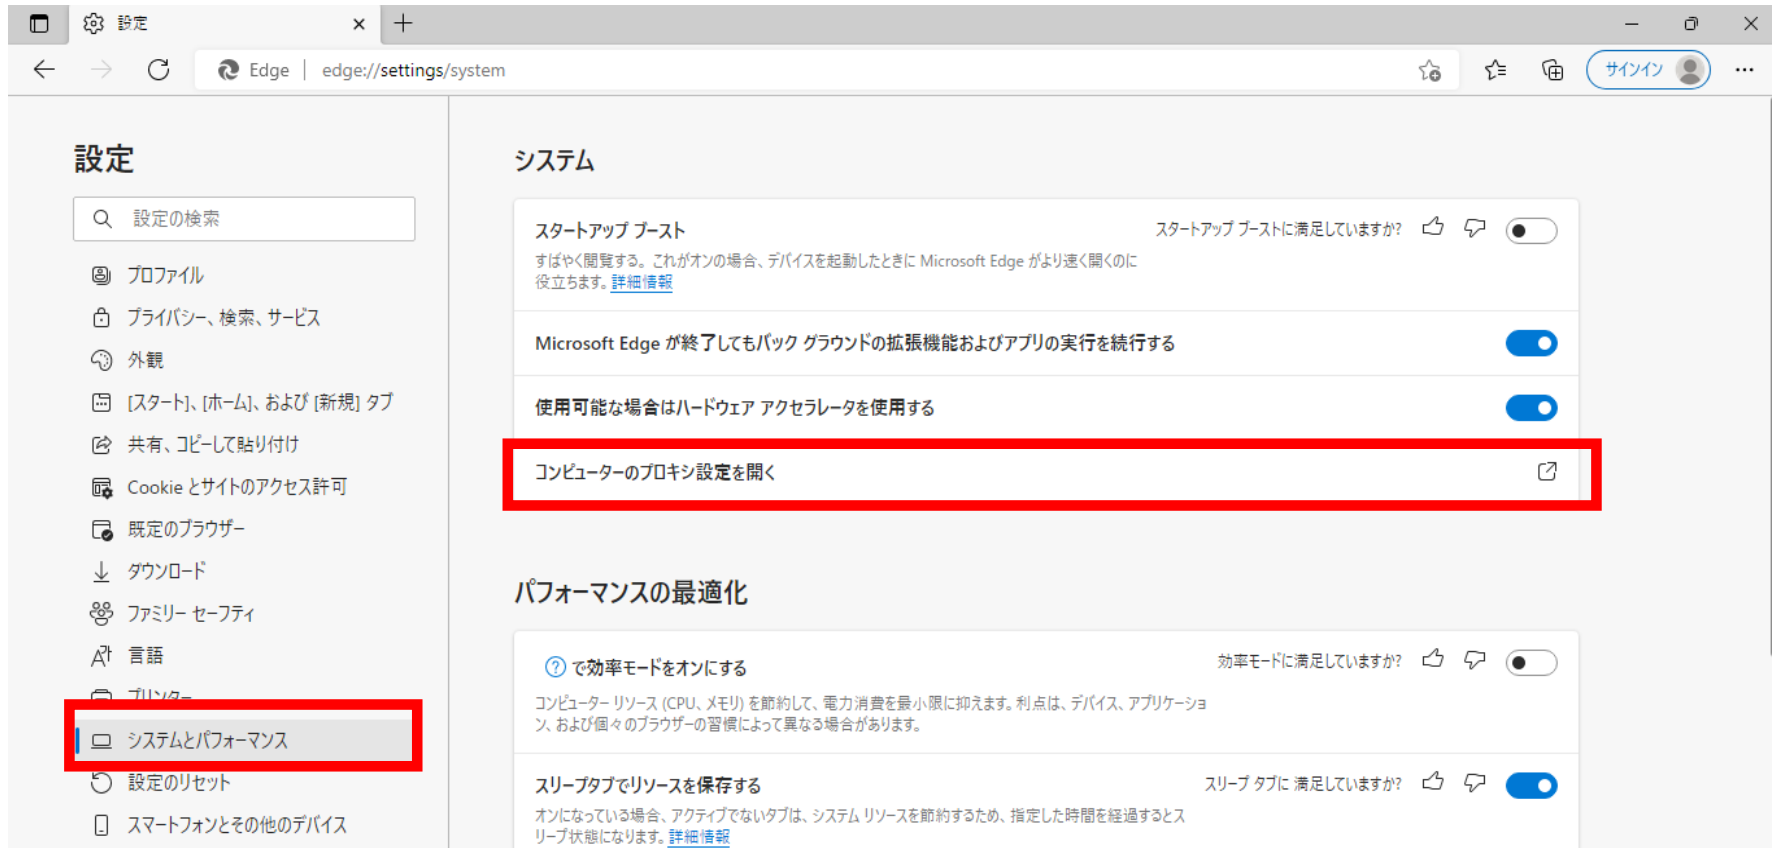 設定
Edge
edge://settings/system
サインイン
設定
設定の検索
プロファイル
プライバシー、検索、サービス
外観
[スタート]、[ホーム]、および [新規] タブ
共有、コピーして貼り付け
Cookie とサイトのアクセス許可
既定のブラウザー
ダウンロード
ファミリー セーフティ
言語
プリンター
システムとパフォーマンス
設定のリセット
スマートフォンとその他のデバイス
システム
スタートアップ ブースト
スタートアップ ブーストに満足していますか?
すばやく閲覧する。これがオンの場合、デバイスを起動したときに Microsoft Edge がより速く開くのに
役立ちます。詳細情報
Microsoft Edge が終了してもバック グラウンドの拡張機能およびアプリの実行を続行する
使用可能な場合はハードウェア アクセラレータを使用する
コンピューターのプロキシ設定を開く
パフォーマンスの最適化
で効率モードをオンにする
効率モードに満足していますか?
コンピューター リソース (CPU、メモリ) を節約して、電力消費を最小限に抑えます。利点は、デバイス、アプリケーショ
ン、および個々のブラウザーの習慣によって異なる場合があります。
スリープタブでリソースを保存する
スリープ タブに 満足していますか?
オンになっている場合、アクティブでないタブは、システム リソースを節約するため、指定した時間を経過するとス
リープ状態になります。詳細情報